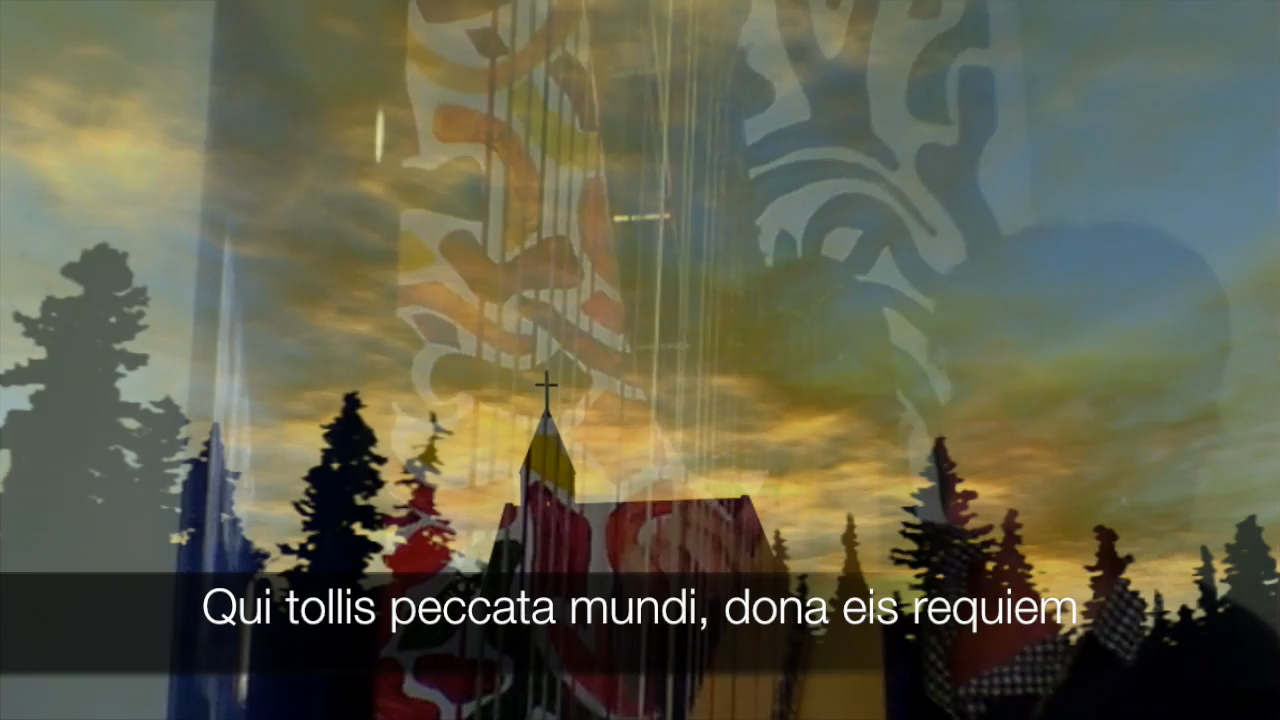 Qui tollis peccata mundi, dona eis requiem